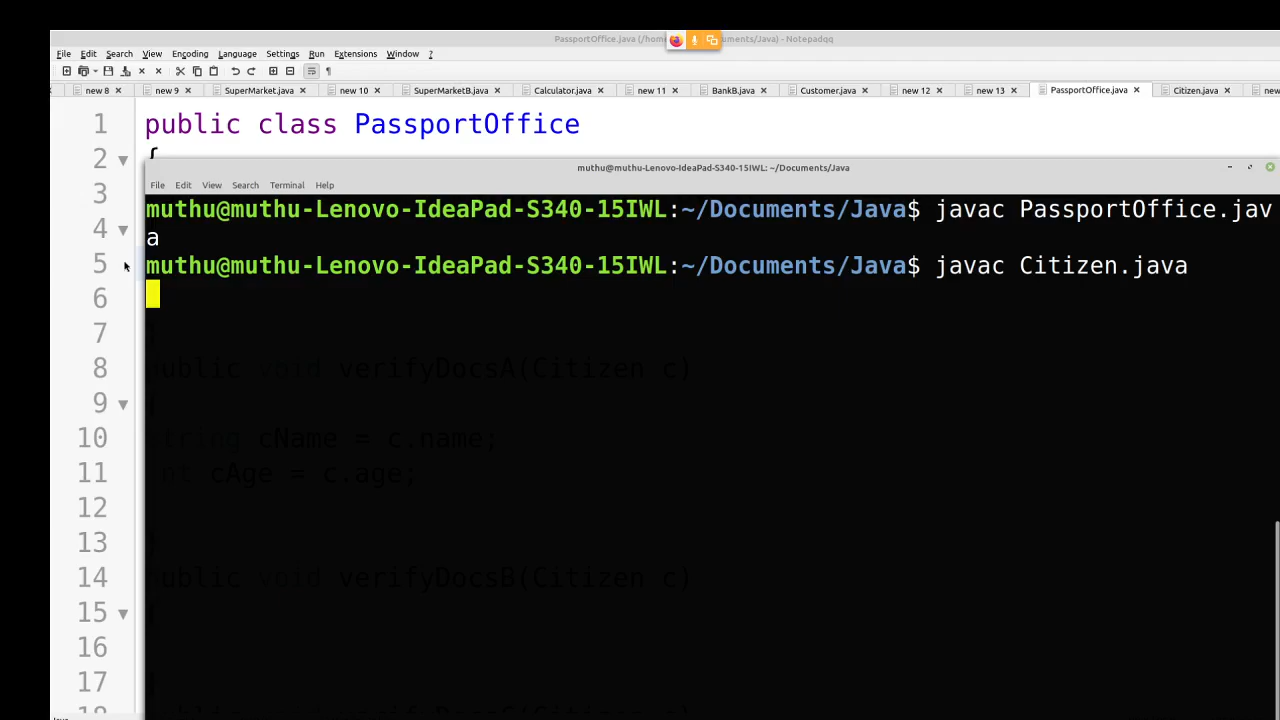 PassportOffice.java (/home uments/Java) - Notepadqq
File Edit Search View Encoding Language Settings Run Extensions Window ?
new 8 new 9 SuperMarket.java new 10 SuperMarketB.java Calculator.java new 11 BankB.java Customer.java new 12 new 13 PassportOffice.java Citizen.java new
1 public class PassportOffice
2 {
muthu@muthu-Lenovo-IdeaPad-S340-15IWL: ~/Documents/Java
File Edit View Search Terminal Help
3 muthu@muthu-Lenovo-IdeaPad-S340-15IWL:~/Documents/Java$ javac PassportOffice.jav
4 a
5 muthu@muthu-Lenovo-IdeaPad-S340-15IWL:~/Documents/Java$ javac Citizen.java
6
7
8 public void verifyDocsA(Citizen c)
9
10 string cName = c.name;
11 int cAge = c.age;
12
13
14 public void verifyDocsB(Citizen c)
15
16
17
18